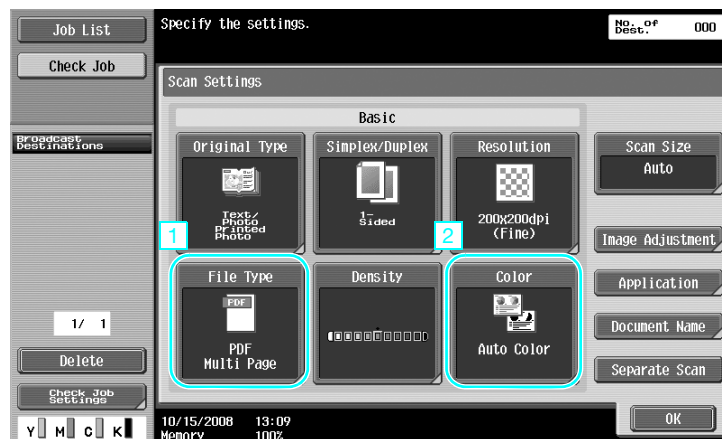 Job List
Check Job
Broadcast
Destinations
1/ 1
Delete
Check Job
Settings
Y M C K
Specify the settings.
No. of
Dest.
000
Scan Settings
Basic
Original Type
Text/
Photo
Printed
Photo
Simplex/Duplex
1-
Sided
Resolution
200X200dpi
(Fine)
1
File Type
PDF
PDF
Multi Page
Density
2
Color
Auto Color
Scan Size
Auto
Image Adjustment
Application
Document Name
Separate Scan
OK
10/15/2008 13:09
Memory 100%